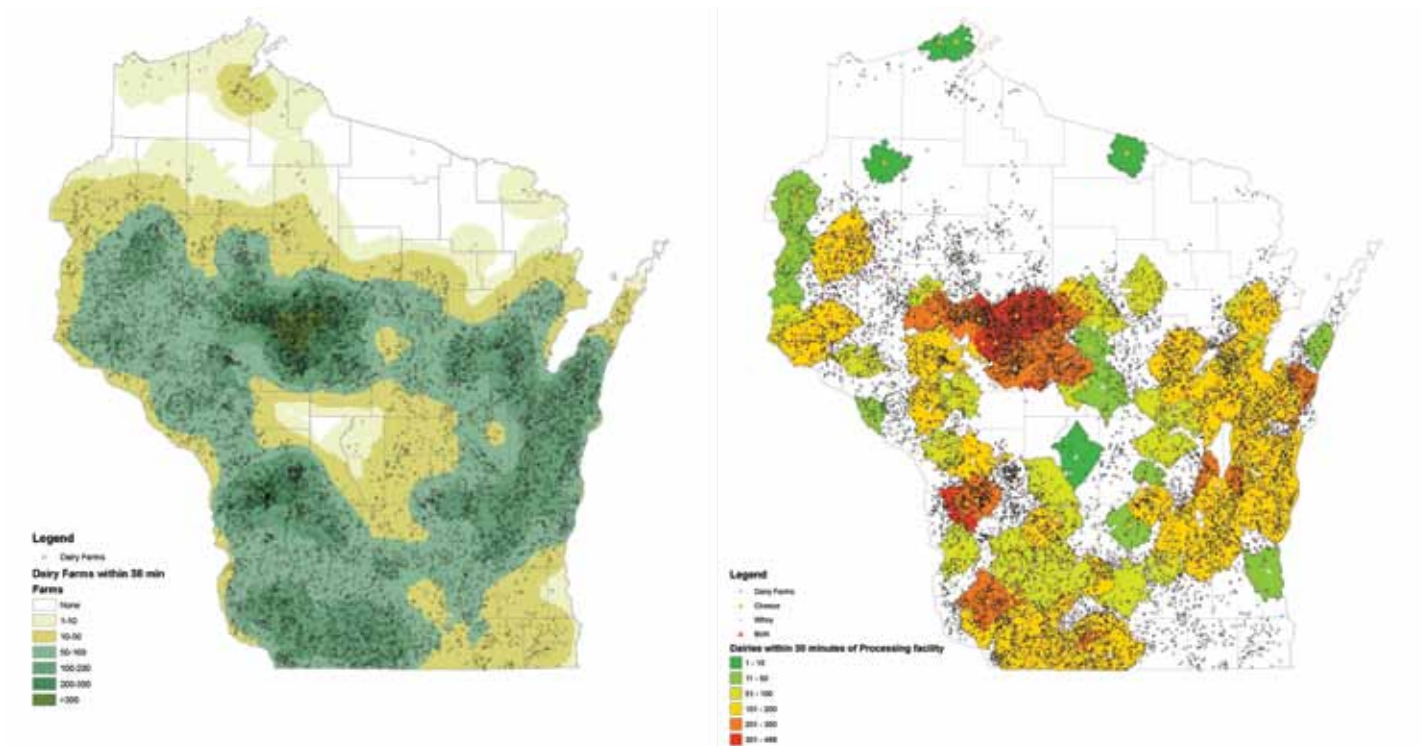 Legend
Dairy Farms
Dairy Farms within 30 min
Farms
None
1-10
10-50
50-100
100-200
200-300
>300
Legend
Dairy Farms
Cheese
Whey
Both
Dairies within 30 minutes of Processing facility
1 - 10
11 - 50
51 - 100
101 - 200
201 - 300